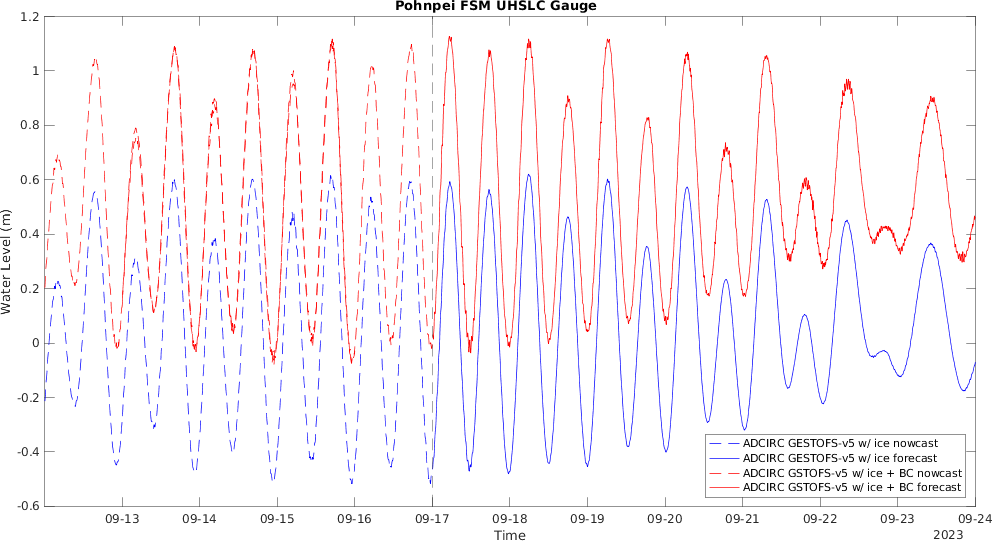 Pohnpei FSM UHSLC Gauge
1.2
1
0.8
0.6
0.4
0.2
0
-0.2
-0.4
-0.6
Water Level (m)
ADCIRC GESTOFS-v5 w/ ice nowcast
ADCIRC GESTOFS-v5 w/ ice forecast
ADCIRC GSTOFS-v5 w/ ice + BC nowcast
ADCIRC GSTOFS-v5 w/ ice + BC forecast
09-13 09-14 09-15 09-16 09-17 09-18 09-19 09-20 09-21 09-22 09-23 09-24
Time
2023